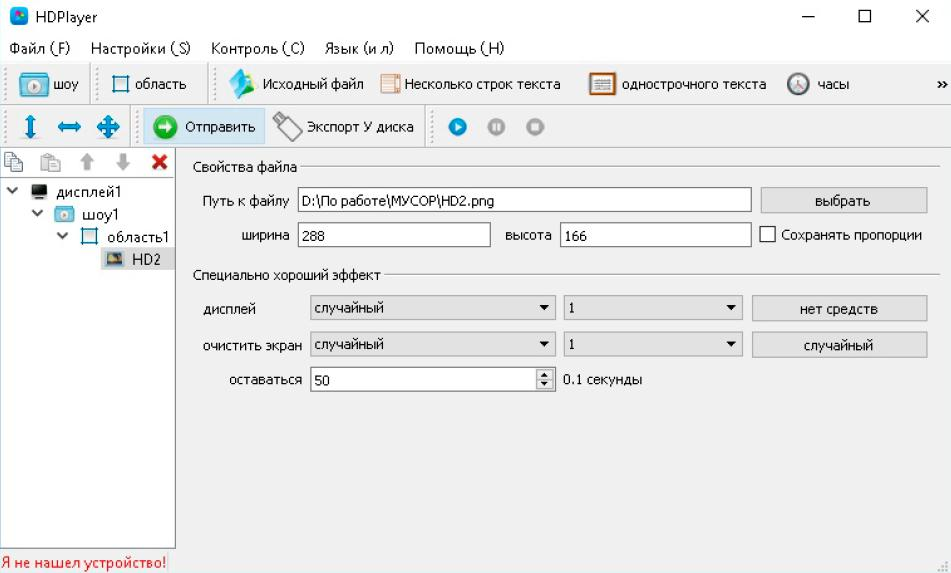 HDPlayer
Файл (F) Настройки (S) Контроль (C) Язык (и л) Помощь (H)
шоу область Исходный файл Несколько строк текста однострочного текста часы »
Отправить Экспорт У диска
дисплей1
шоу1
область1
HD2
Свойства файла
Путь к файлу D:\По работе\МУСОР\HD2.png выбрать
ширина 288 высота 166 Сохранять пропорции
Специально хороший эффект
дисплей случайный 1 нет средств
очистить экран случайный 1 случайный
оставаться 50 0.1 секунды
Я не нашел устройство!